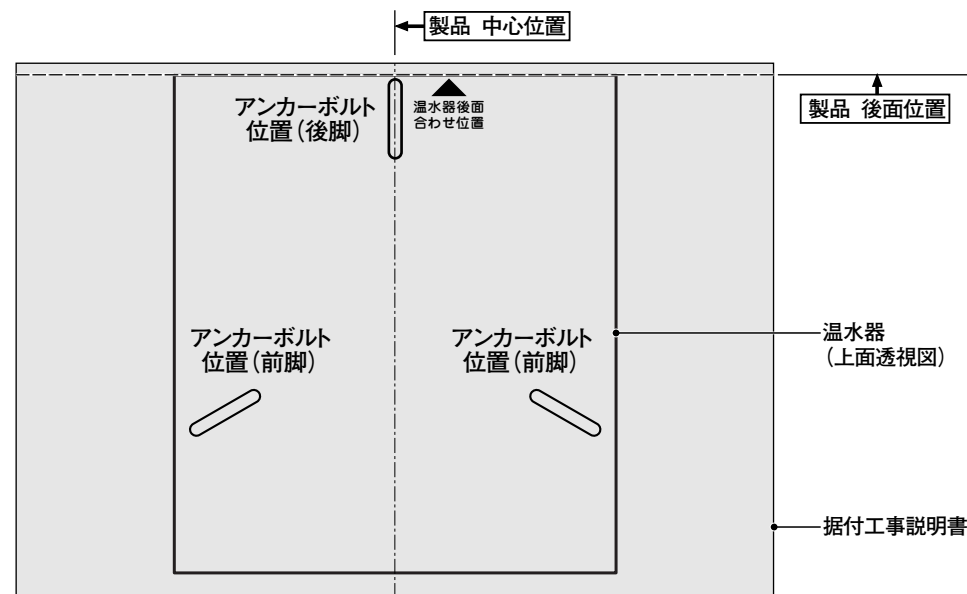 製品 中心位置
アンカーボルト
位置(後脚)
温水器後面
合わせ位置
製品 後面位置
アンカーボルト
位置(前脚)
アンカーボルト
位置(前脚)
温水器
(上面透視図)
据付工事説明書